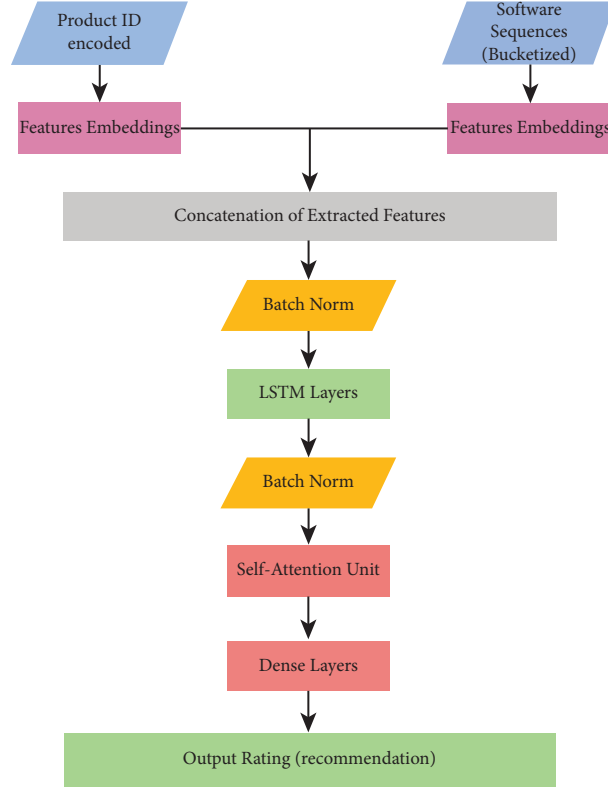 Product ID
encoded
Software
Sequences
(Bucketized)
Features Embeddings
Features Embeddings
Concatenation of Extracted Features
Batch Norm
LSTM Layers
Batch Norm
Self-Attention Unit
Dense Layers
Output Rating (recommendation)